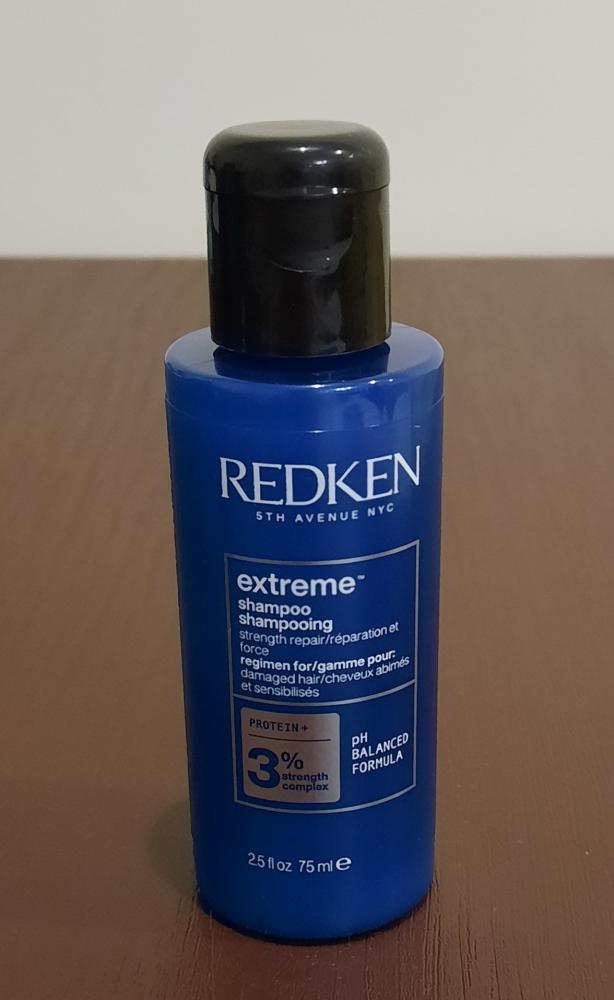 REDKEN
5TH AVENUE NYC
extreme™
shampoo
shampooing
strength repair/réparation et
force
regimen for/gamme pour:
damaged hair/cheveux abîmés
et sensibilisés
PROTEIN+
3%
strength
complex
pH
BALANCED
FORMULA
2.5 fl oz 75 ml ℮